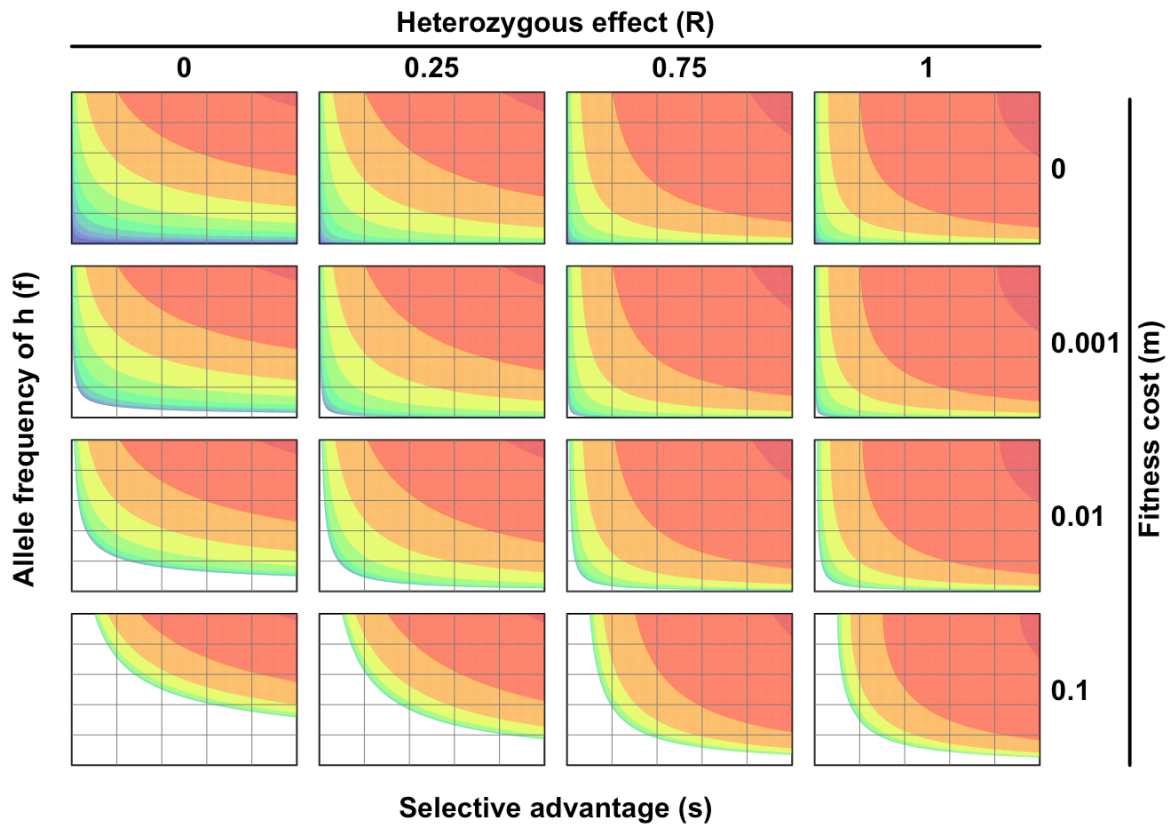 Heterozygous effect (R)
0
0.25
0.75
1
Allele frequency of h (f)
0
0.001
0.01
0.1
Fitness cost (m)
Selective advantage (s)